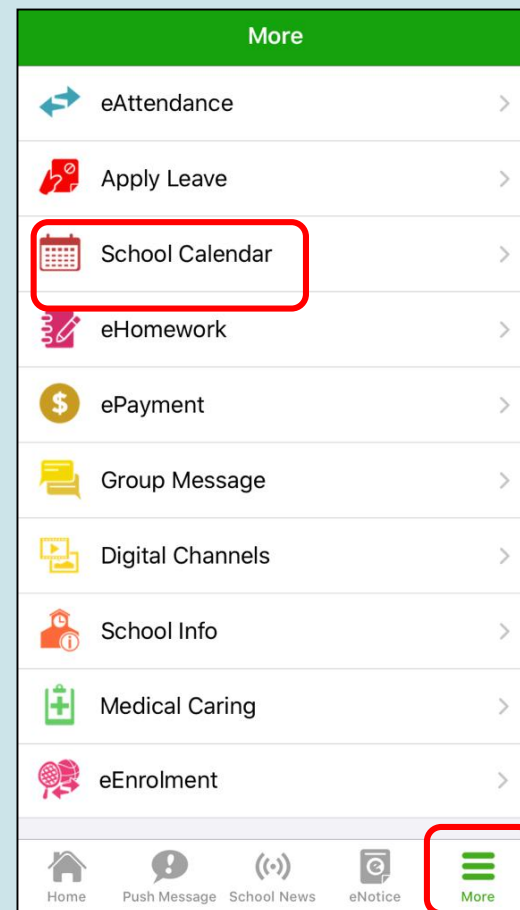 More
eAttendance
Apply Leave
School Calendar
eHomework
$ ePayment
Group Message
Digital Channels
School Info
Medical Caring
eEnrolment
Home Push Message School News eNotice More